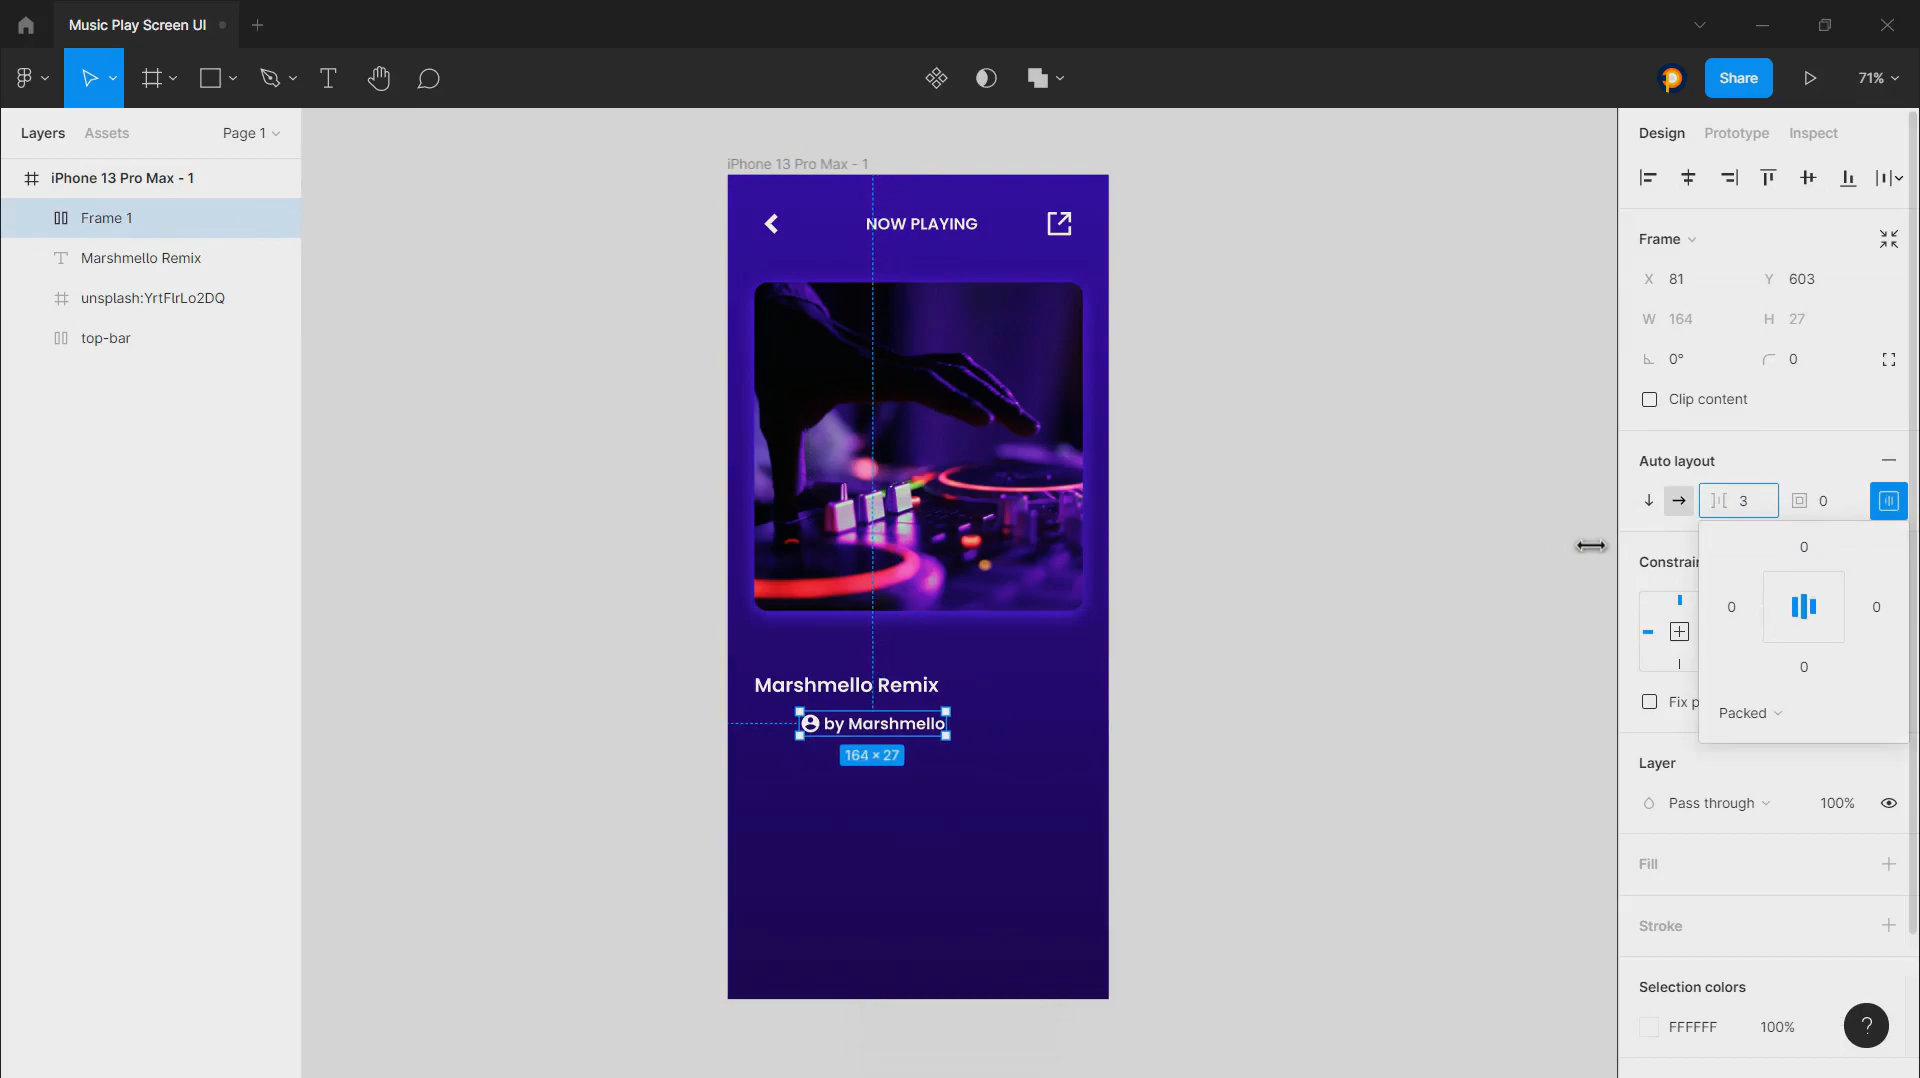 Music Play Screen UI
Share
71%
Layers
Assets
Page 1
iPhone 13 Pro Max - 1
Frame 1
Marshmello Remix
unsplash:YrtFlrLo2DQ
top-bar
iPhone 13 Pro Max - 1
NOW PLAYING
Marshmello Remix
by Marshmello
164 × 27
Design
Prototype
Inspect
Frame
X 81
Y 603
W 164
H 27
0°
0
Clip content
Auto layout
3
0
0
Constrain
0
0
0
Fix p
Packed
Layer
Pass through
100%
Fill
Stroke
Selection colors
FFFFFF
100%
?